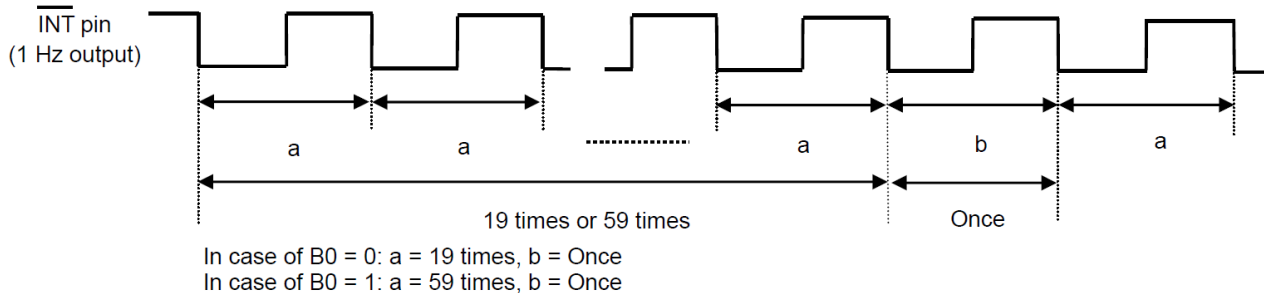 INT pin
(1 Hz output)
a
a
a
b
a
19 times or 59 times
Once
In case of B0 = 0: a = 19 times, b = Once
In case of B0 = 1: a = 59 times, b = Once